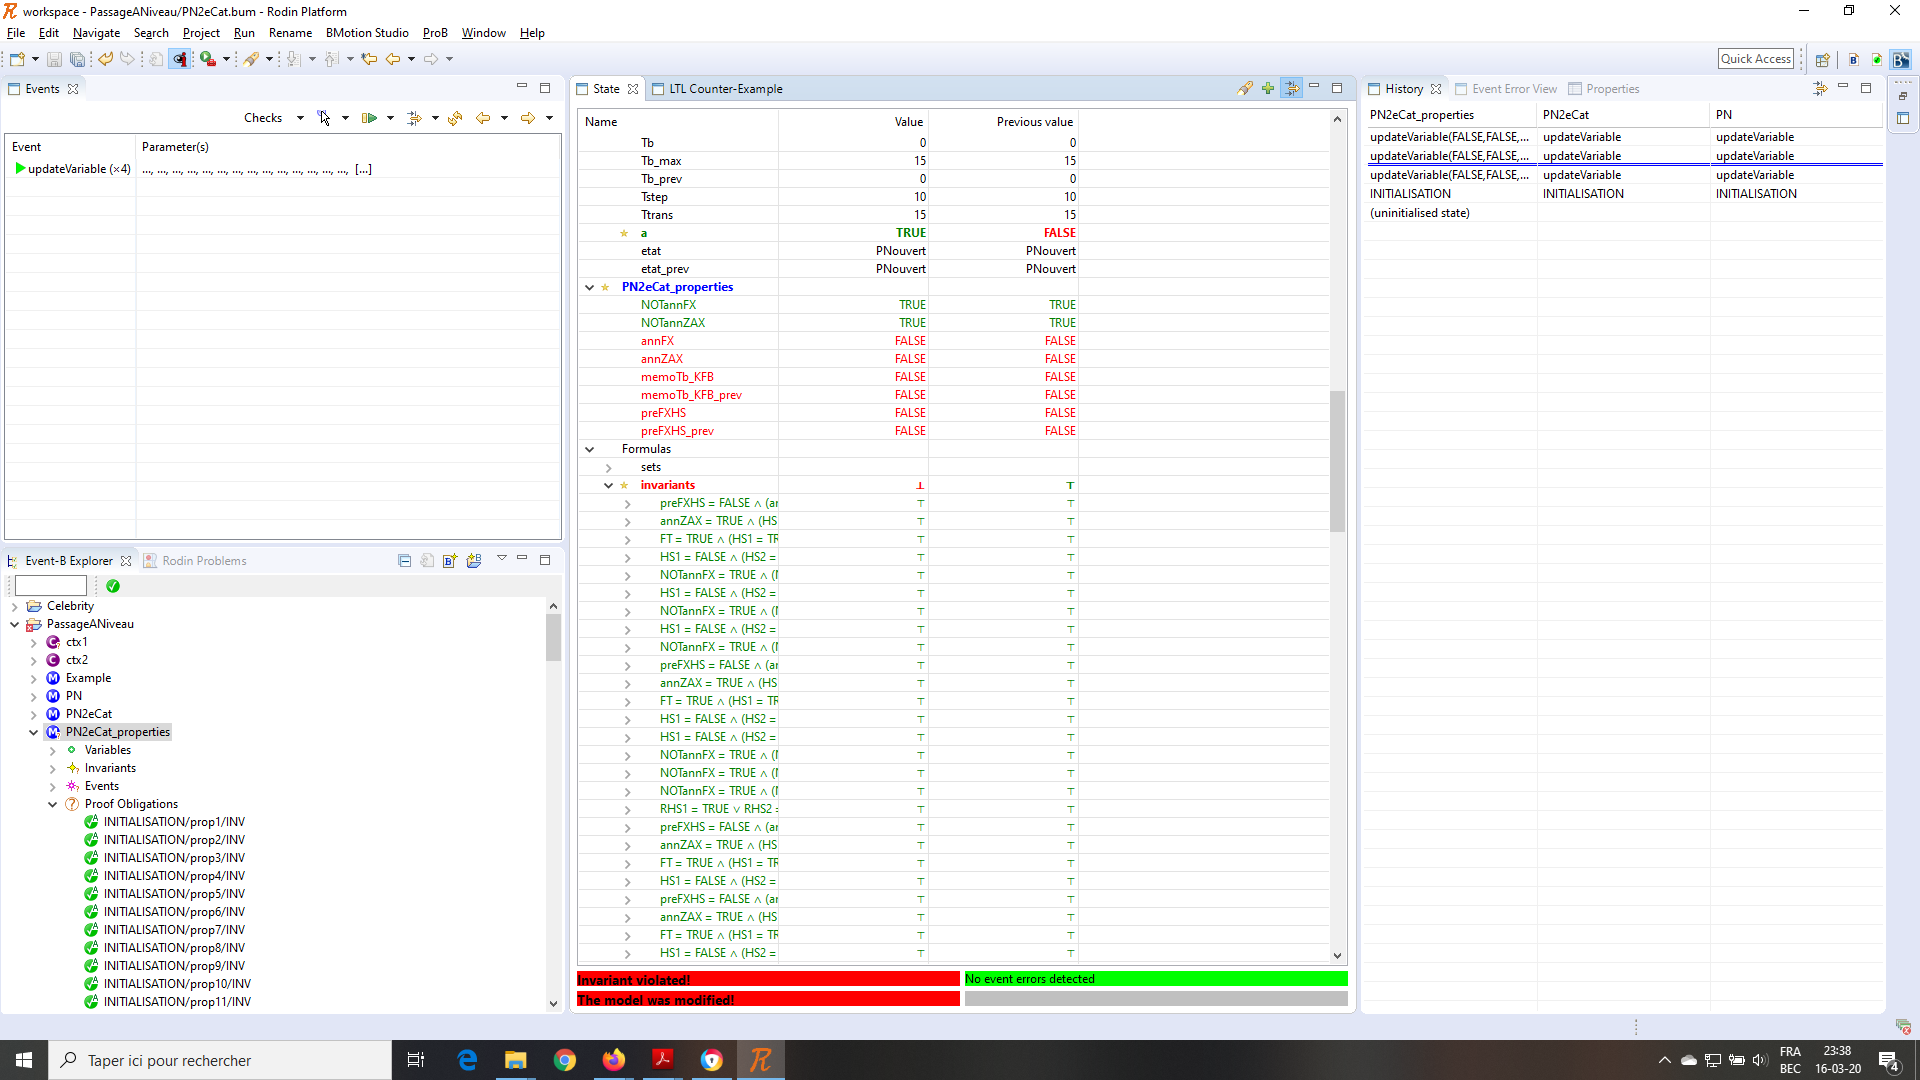 workspace - PassageANiveau/PN2eCat.bum - Rodin Platform
File Edit Navigate Search Project Run Rename BMotion Studio ProB Window Help
Quick Access
Events
Checks
Event Parameter(s)
updateVariable (×4) ..., ..., ..., ..., ..., ..., ..., ..., ..., ..., ..., ..., ..., ..., [...]
Event-B Explorer Rodin Problems
Celebrity
PassageANiveau
ctx1
ctx2
Example
PN
PN2eCat
PN2eCat_properties
Variables
Invariants
Events
Proof Obligations
INITIALISATION/prop1/INV
INITIALISATION/prop2/INV
INITIALISATION/prop3/INV
INITIALISATION/prop4/INV
INITIALISATION/prop5/INV
INITIALISATION/prop6/INV
INITIALISATION/prop7/INV
INITIALISATION/prop8/INV
INITIALISATION/prop9/INV
INITIALISATION/prop10/INV
INITIALISATION/prop11/INV
State LTL Counter-Example
Name Value Previous value
Tb 0 0
Tb_max 15 15
Tb_prev 0 0
Tstep 10 10
Ttrans 15 15
a TRUE FALSE
etat PNouvert PNouvert
etat_prev PNouvert PNouvert
PN2eCat_properties
NOTannFX TRUE TRUE
NOTannZAX TRUE TRUE
annFX FALSE FALSE
annZAX FALSE FALSE
memoTb_KFB FALSE FALSE
memoTb_KFB_prev FALSE FALSE
preFXHS FALSE FALSE
preFXHS_prev FALSE FALSE
Formulas
sets
invariants ⊥ ⊤
preFXHS = FALSE ∧ (ar ⊤ ⊤
annZAX = TRUE ∧ (HS ⊤ ⊤
FT = TRUE ∧ (HS1 = TR ⊤ ⊤
HS1 = FALSE ∧ (HS2 = ⊤ ⊤
NOTannFX = TRUE ∧ (N ⊤ ⊤
HS1 = FALSE ∧ (HS2 = ⊤ ⊤
NOTannFX = TRUE ∧ (N ⊤ ⊤
HS1 = FALSE ∧ (HS2 = ⊤ ⊤
NOTannFX = TRUE ∧ (N ⊤ ⊤
preFXHS = FALSE ∧ (ar ⊤ ⊤
annZAX = TRUE ∧ (HS ⊤ ⊤
FT = TRUE ∧ (HS1 = TR ⊤ ⊤
HS1 = FALSE ∧ (HS2 = ⊤ ⊤
HS1 = FALSE ∧ (HS2 = ⊤ ⊤
NOTannFX = TRUE ∧ (N ⊤ ⊤
NOTannFX = TRUE ∧ (N ⊤ ⊤
NOTannFX = TRUE ∧ (N ⊤ ⊤
RHS1 = TRUE ∨ RHS2 = ⊤ ⊤
preFXHS = FALSE ∧ (ar ⊤ ⊤
annZAX = TRUE ∧ (HS ⊤ ⊤
FT = TRUE ∧ (HS1 = TR ⊤ ⊤
HS1 = FALSE ∧ (HS2 = ⊤ ⊤
preFXHS = FALSE ∧ (ar ⊤ ⊤
annZAX = TRUE ∧ (HS ⊤ ⊤
FT = TRUE ∧ (HS1 = TR ⊤ ⊤
HS1 = FALSE ∧ (HS2 = ⊤ ⊤
Invariant violated! No event errors detected
The model was modified!
History Event Error View Properties
PN2eCat_properties PN2eCat PN
updateVariable(FALSE,FALSE,... updateVariable updateVariable
updateVariable(FALSE,FALSE,... updateVariable updateVariable
updateVariable(FALSE,FALSE,... updateVariable updateVariable
INITIALISATION INITIALISATION INITIALISATION
(uninitialised state)
Taper ici pour rechercher
FRA 23:38
BEC 16-03-20
4